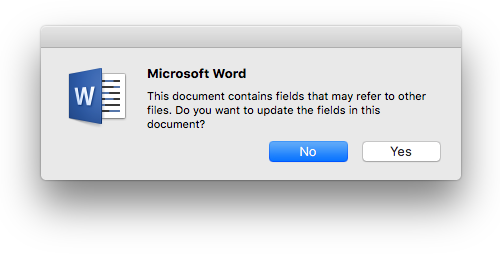 Microsoft Word
This document contains fields that may refer to other
files. Do you want to update the fields in this
document?
W
No
Yes